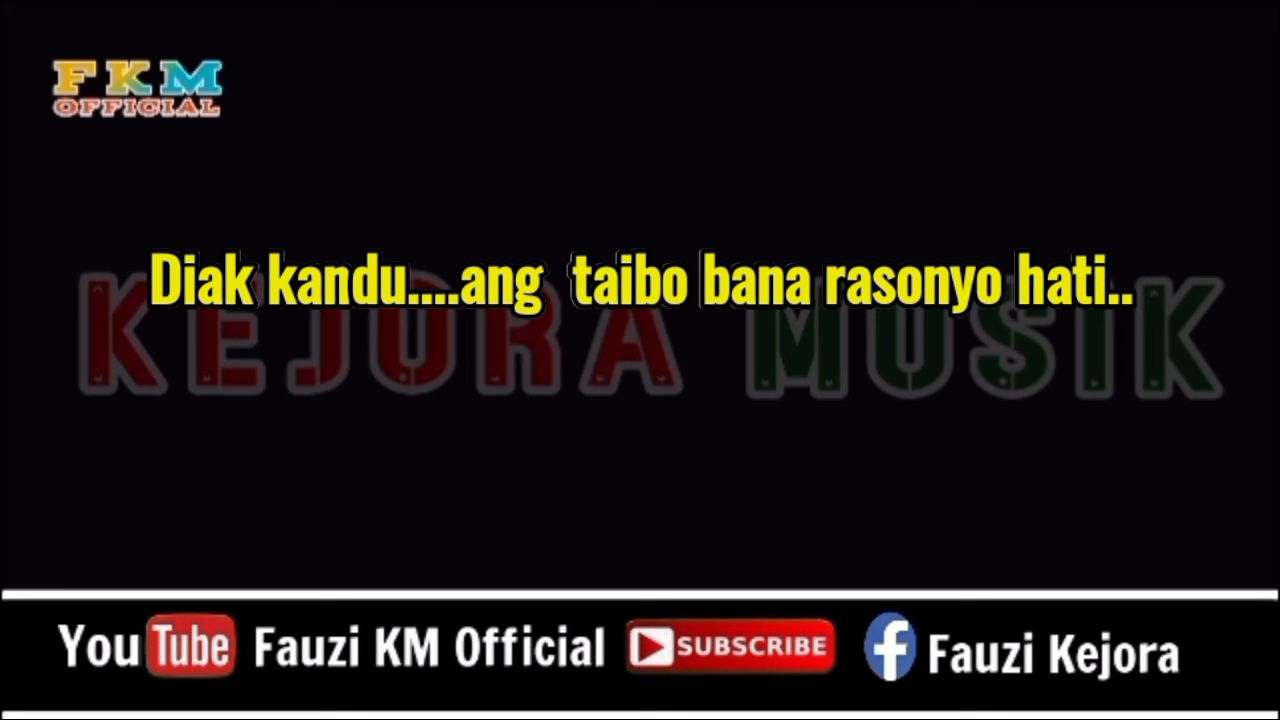 FKM
OFFICIAL
Diak kandu....ang taibo bana rasonyo hati..
KEJORA MUSIK
YouTube Fauzi KM Official SUBSCRIBE f Fauzi Kejora